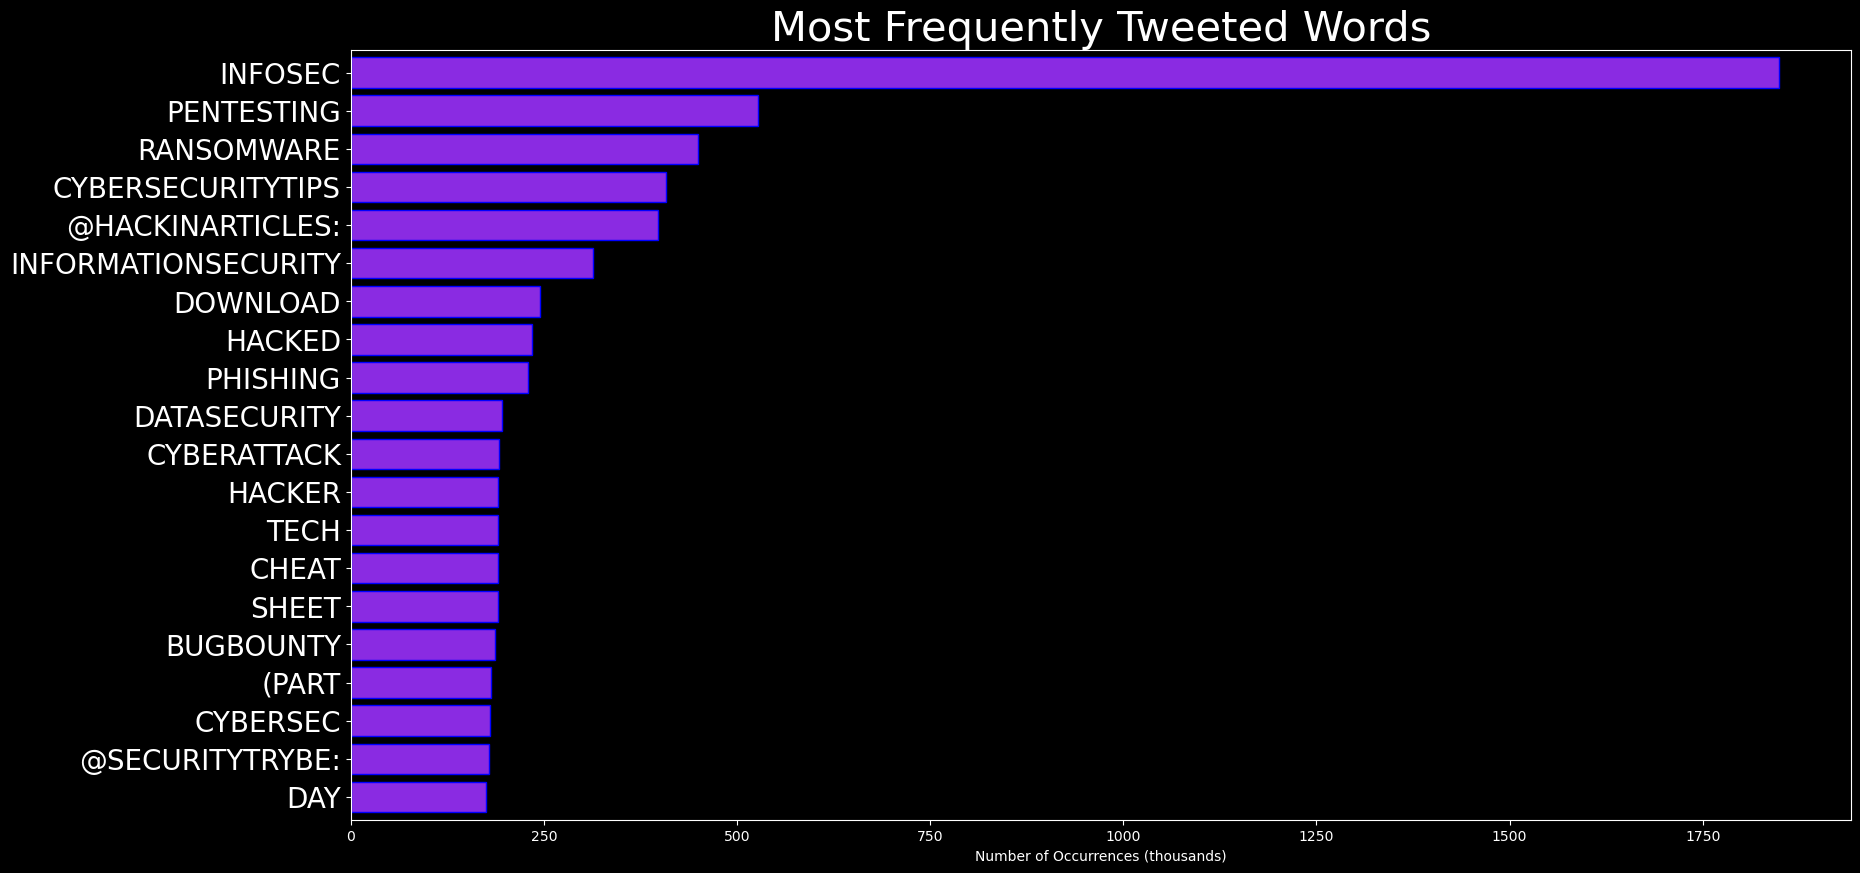 Most Frequently Tweeted Words
INFOSEC
PENTESTING
RANSOMWARE
CYBERSECURITYTIPS
@HACKINARTICLES:
INFORMATIONSECURITY
DOWNLOAD
HACKED
PHISHING
DATASECURITY
CYBERATTACK
HACKER
TECH
CHEAT
SHEET
BUGBOUNTY
(PART
CYBERSEC
@SECURITYTRYBE:
DAY
0 250 500 750 1000 1250 1500 1750
Number of Occurrences (thousands)